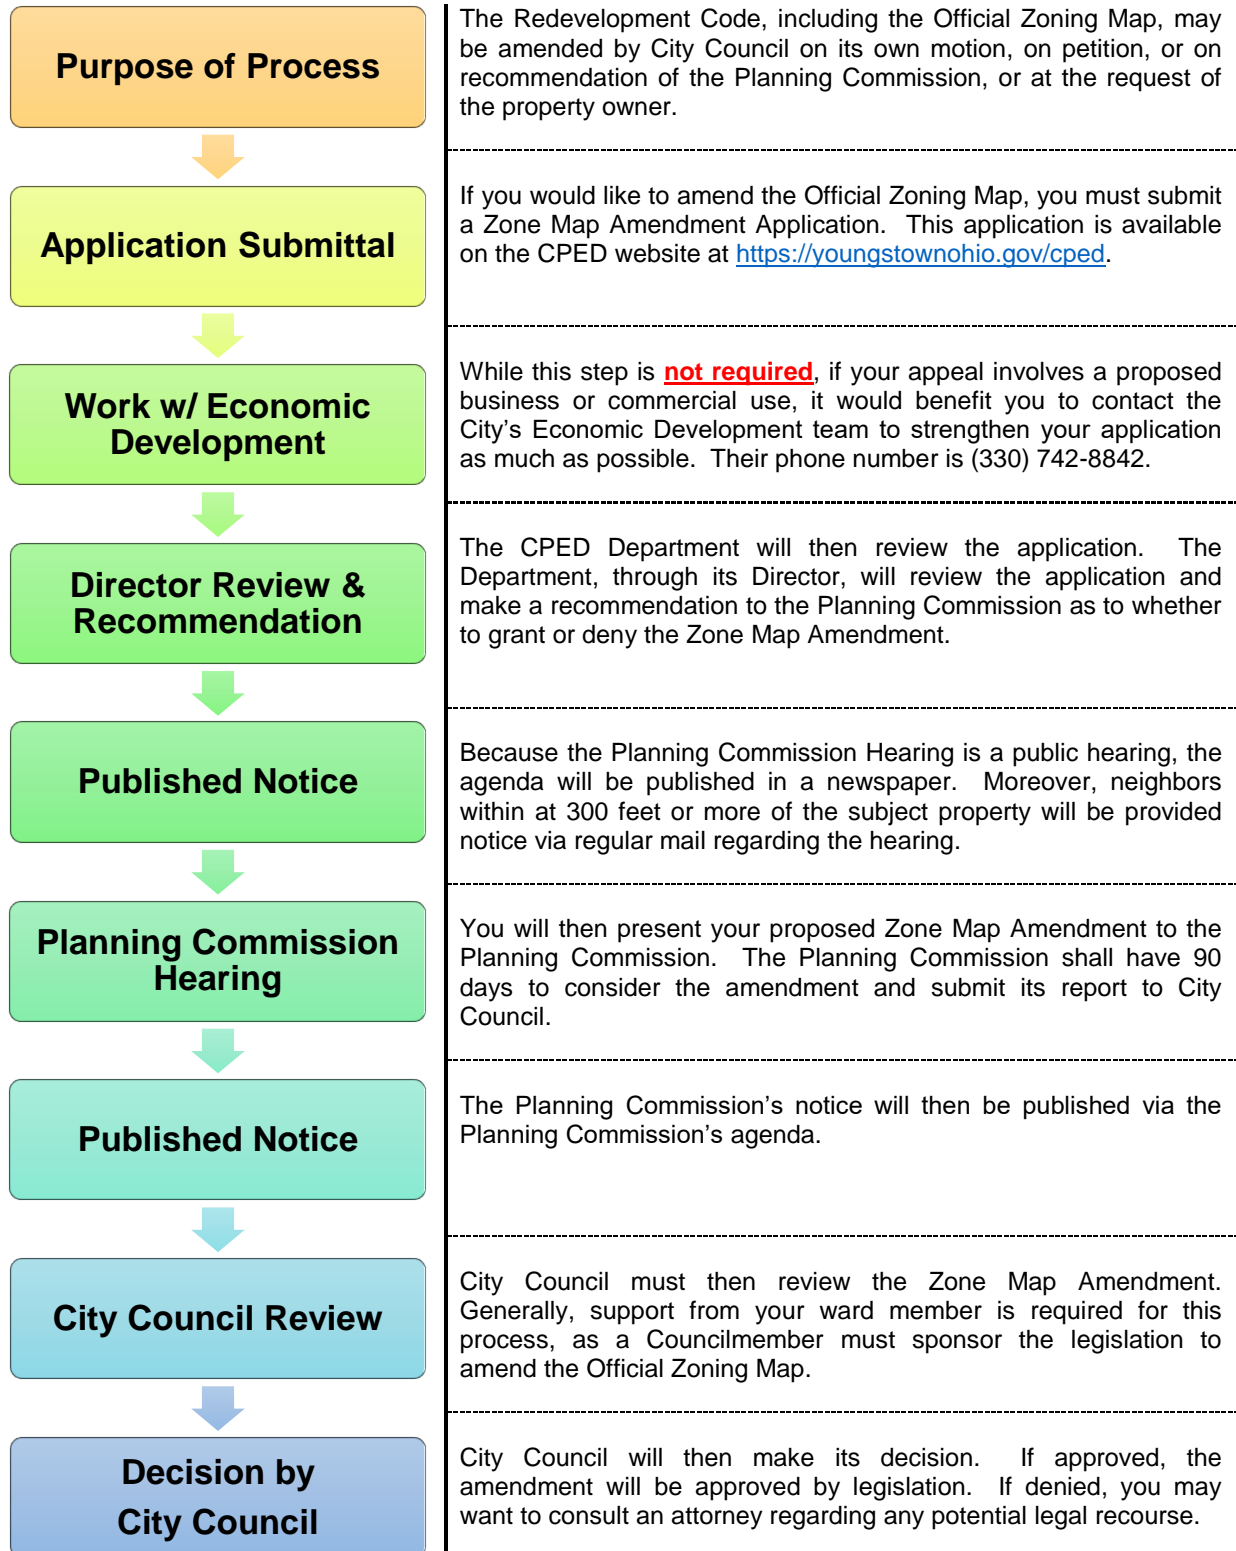 Purpose of Process
The Redevelopment Code, including the Official Zoning Map, may
be amended by City Council on its own motion, on petition, or on
recommendation of the Planning Commission, or at the request of
the property owner.
Application Submittal
If you would like to amend the Official Zoning Map, you must submit
a Zone Map Amendment Application. This application is available
on the CPED website at https://youngstownohio.gov/cped.
Work w/ Economic
Development
While this step is not required, if your appeal involves a proposed
business or commercial use, it would benefit you to contact the
City’s Economic Development team to strengthen your application
as much as possible. Their phone number is (330) 742-8842.
Director Review &
Recommendation
The CPED Department will then review the application. The
Department, through its Director, will review the application and
make a recommendation to the Planning Commission as to whether
to grant or deny the Zone Map Amendment.
Published Notice
Because the Planning Commission Hearing is a public hearing, the
agenda will be published in a newspaper. Moreover, neighbors
within at 300 feet or more of the subject property will be provided
notice via regular mail regarding the hearing.
Planning Commission
Hearing
You will then present your proposed Zone Map Amendment to the
Planning Commission. The Planning Commission shall have 90
days to consider the amendment and submit its report to City
Council.
Published Notice
The Planning Commission’s notice will then be published via the
Planning Commission’s agenda.
City Council Review
City Council must then review the Zone Map Amendment.
Generally, support from your ward member is required for this
process, as a Councilmember must sponsor the legislation to
amend the Official Zoning Map.
Decision by
City Council
City Council will then make its decision. If approved, the
amendment will be approved by legislation. If denied, you may
want to consult an attorney regarding any potential legal recourse.